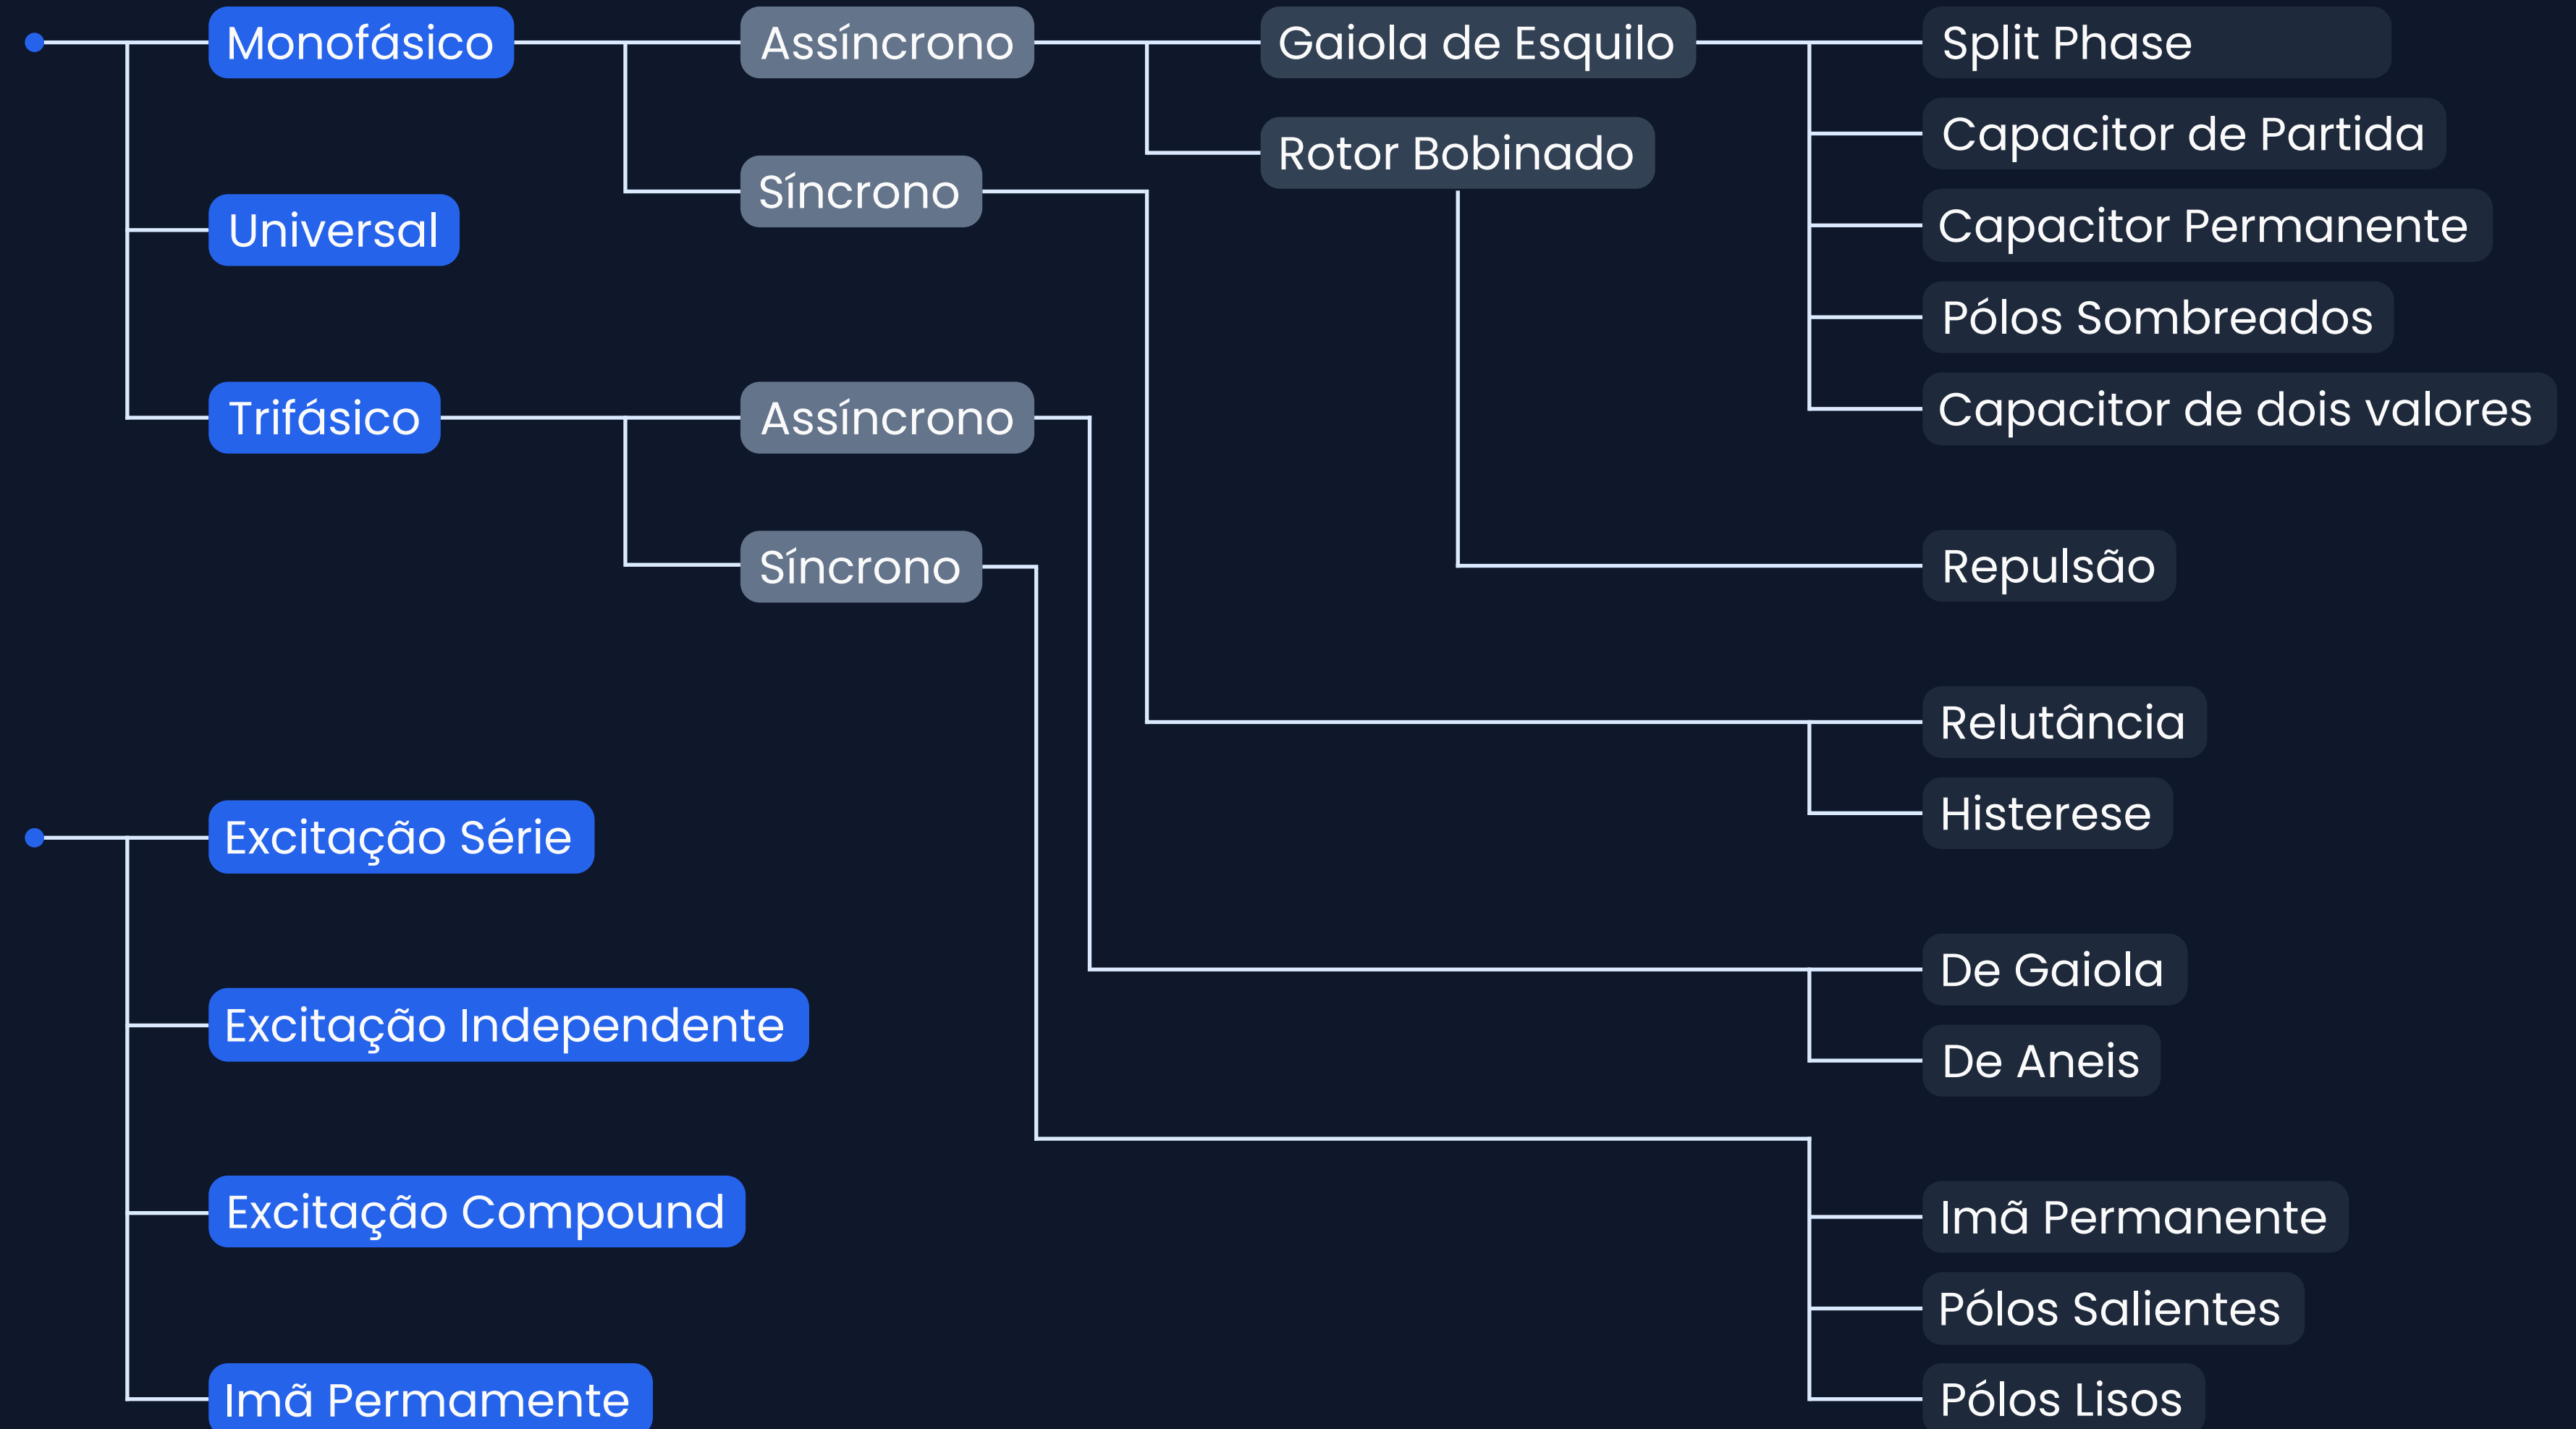 Monofásico
Assíncrono
Gaiola de Esquilo
Split Phase
Capacitor de Partida
Rotor Bobinado
Síncrono
Capacitor Permanente
Universal
Pólos Sombreados
Trifásico
Assíncrono
Capacitor de dois valores
Síncrono
Repulsão
Relutância
Histerese
Excitação Série
De Gaiola
Excitação Independente
De Aneis
Excitação Compound
Imã Permanente
Pólos Salientes
Imã Permamente
Pólos Lisos